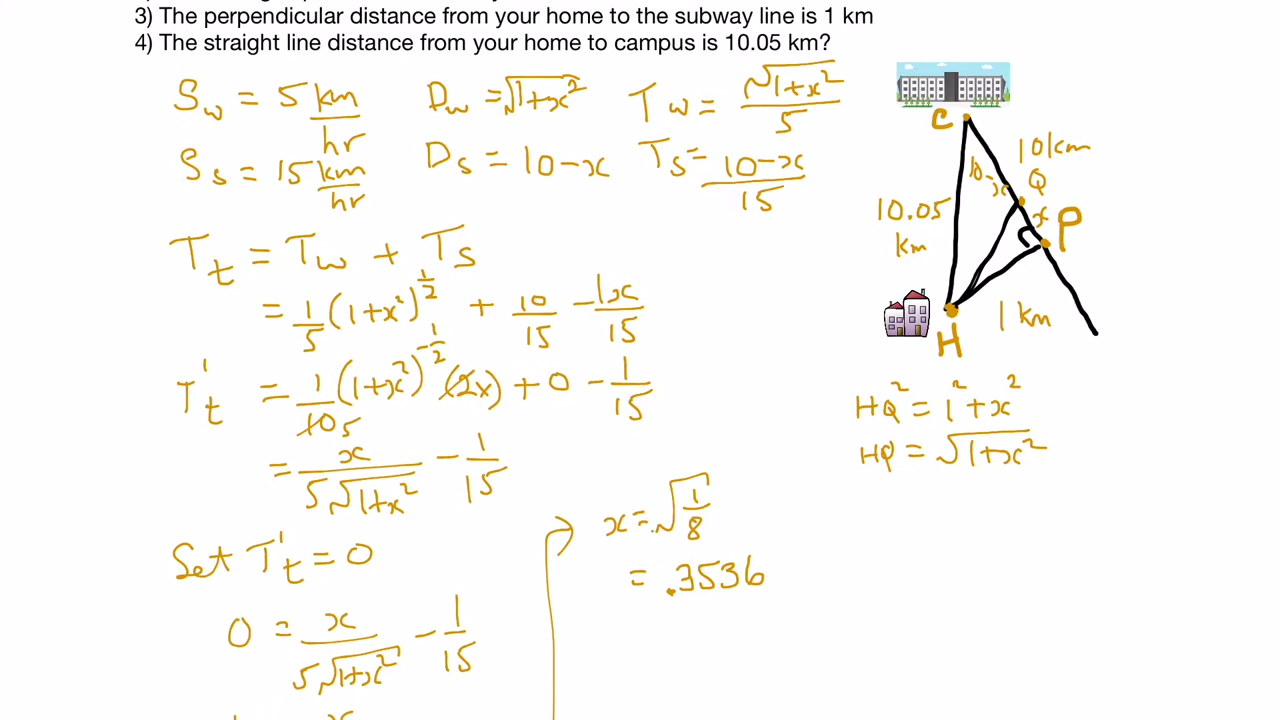 3) The perpendicular distance from your home to the subway line is 1 km
4) The straight line distance from your home to campus is 10.05 km?
S_w = 5 km/hr   D_w = √(1+x²)   T_w = √(1+x²)/5
S_s = 15 km/hr   D_s = 10-x   T_s = (10-x)/15
T_t = T_w + T_s
= 1/5 (1+x²)^(1/2) + 10/15 - 1x/15
T'_t = 1/10 5 (1+x²)^(-1/2) (2x) + 0 - 1/15
= x/(5√(1+x²)) - 1/15
Set T'_t = 0
0 = x/(5√(1+x²)) - 1/15
x = √(1/8)
= .3536
C
10km
10-x
Q
x
P
10.05
km
1 km
H
HQ² = 1² + x²
HQ = √(1+x²)